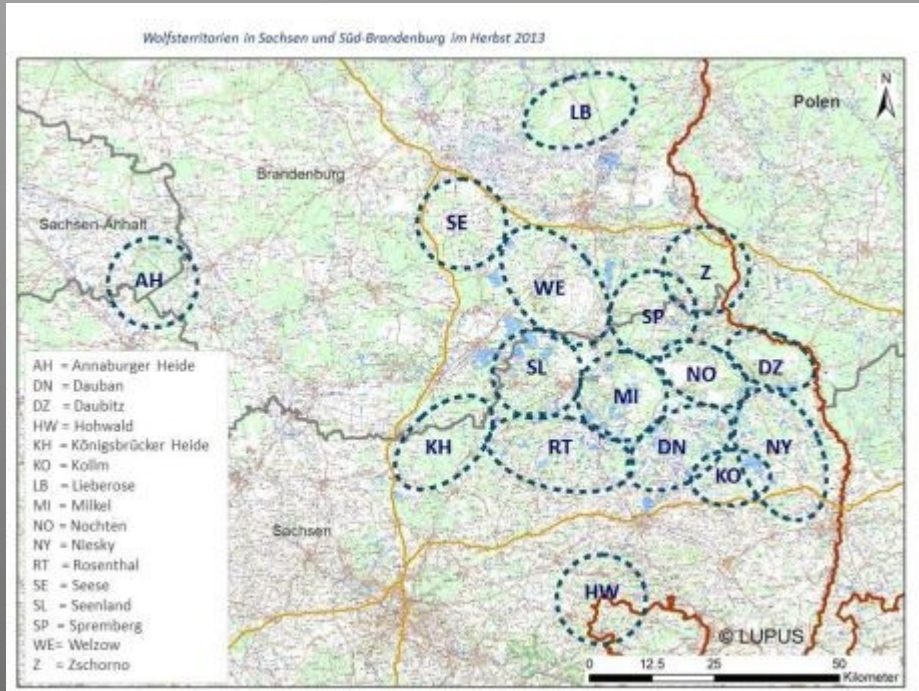 Wolfsterritorien in Sachsen und Süd-Brandenburg im Herbst 2013
N
LB
Polen
Brandenburg
SE
Sachsen-Anhalt
AH
WE
Z
SP
SL
NO
DZ
MI
KH
RT
DN
NY
KO
Sachsen
HW
AH = Annaburger Heide
DN = Dauban
DZ = Daubitz
HW = Hohwald
KH = Königsbrücker Heide
KO = Kollm
LB = Lieberose
MI = Milkel
NO = Nochten
NY = Niesky
RT = Rosenthal
SE = Seese
SL = Seenland
SP = Spremberg
WE= Welzow
Z = Zschorno
© LUPUS
0 12.5 25 50
Kilometer